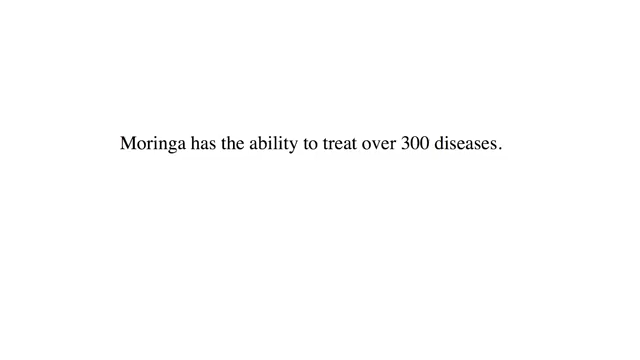 Moringa has the ability to treat over 300 diseases.